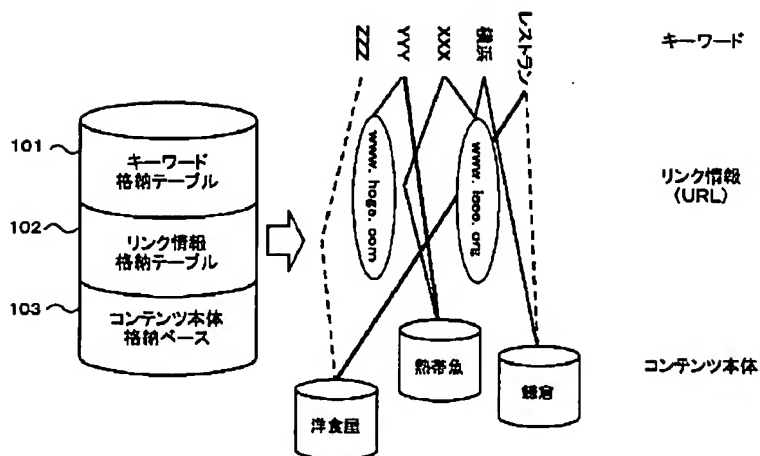 ZZZ
YYY
XXX
横浜
レストラン
キーワード
101
キーワード
格納テーブル
102
リンク情報
格納テーブル
103
コンテンツ本体
格納ベース
www.hoge.com
www.iooo.org
リンク情報
(URL)
洋食屋
熱帯魚
鎌倉
コンテンツ本体